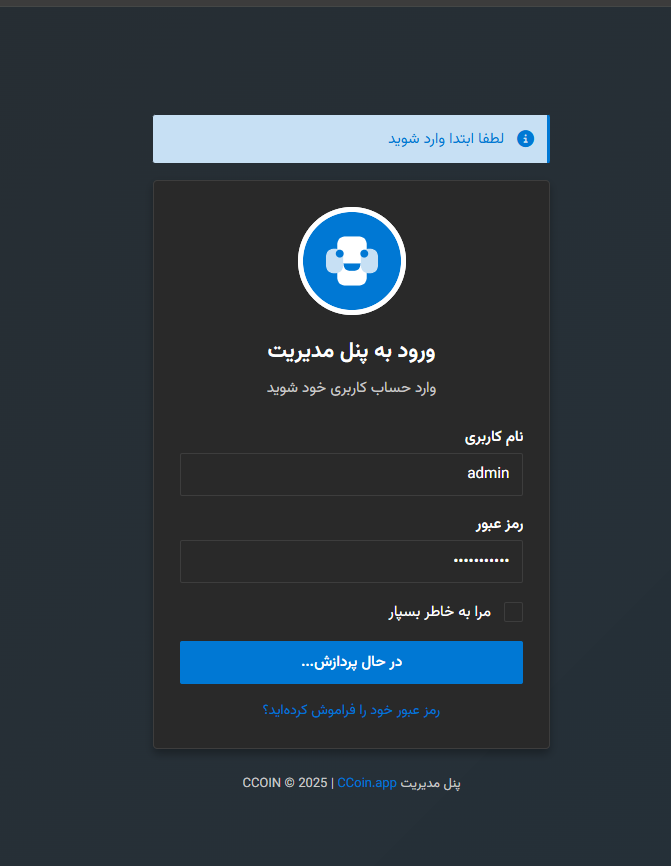 لطفا ابتدا وارد شوید
ورود به پنل مدیریت
وارد حساب کاربری خود شوید
نام کاربری
admin
رمز عبور
•••••••••••
مرا به خاطر بسپار
در حال پردازش...
رمز عبور خود را فراموش کرده‌اید؟
پنل مدیریت CCOIN © 2025 | CCoin.app